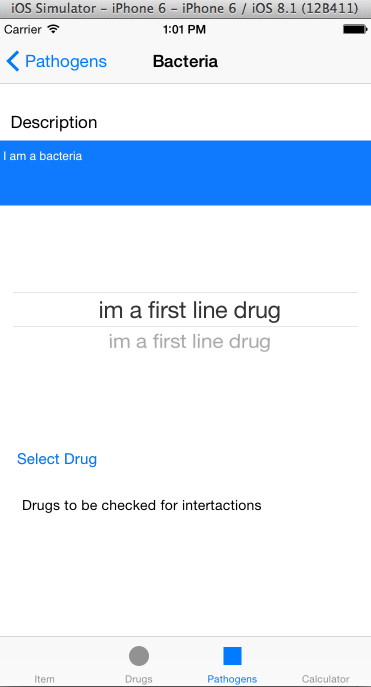 iOS Simulator – iPhone 6 – iPhone 6 / iOS 8.1 (12B411)
Carrier 1:01 PM
Pathogens Bacteria
Description
I am a bacteria
im a first line drug
im a first line drug
Select Drug
Drugs to be checked for intertactions
Item Drugs Pathogens Calculator